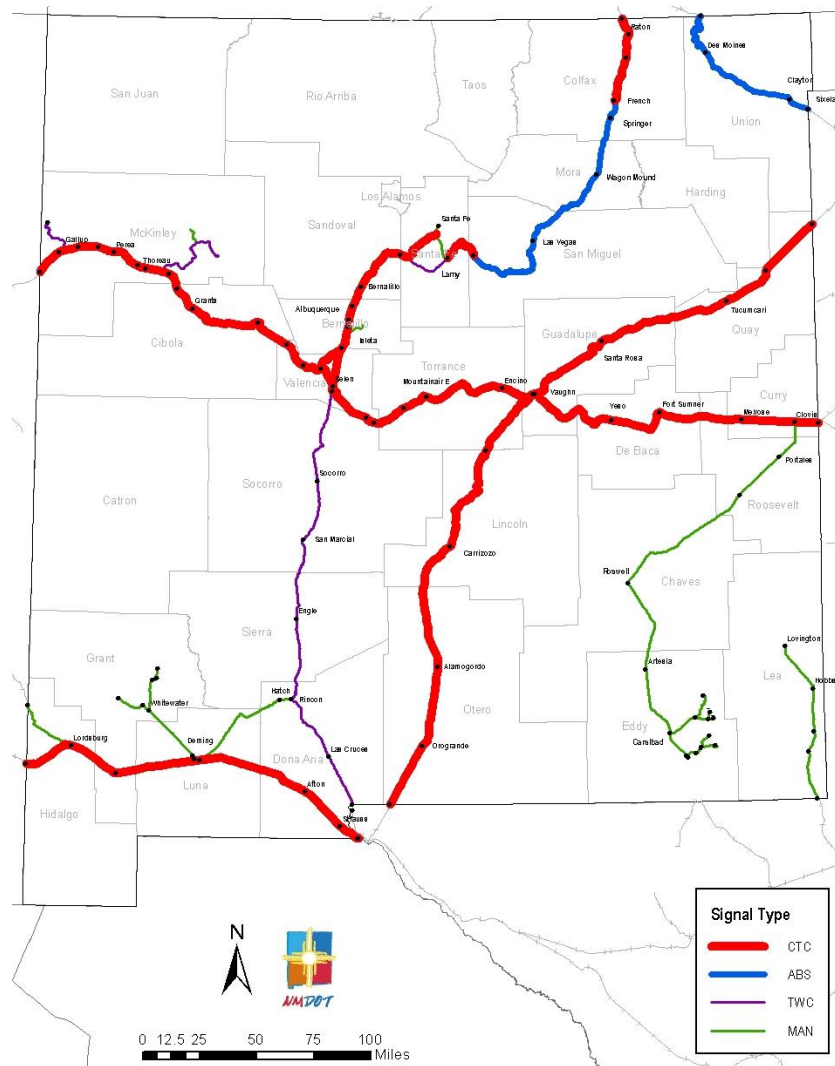 Raton
Des Moines
San Juan
Rio Arriba
Taos
Colfax
Clayton
French
Union
Sixela
Springer
Mora
Wagon Mound
Harding
Los Alamos
Santa Fe
McKinley
Sandoval
Gallup
Perea
Las Vegas
San Miguel
Thoreau
Santa Fe
Lamy
Bernalillo
Grants
Albuquerque
Bernalillo
Tucumcari
Guadalupe
Quay
Cibola
Isleta
Torrance
Santa Rosa
Valencia
Belen
Mountainair E
Encino
Vaughn
Curry
Yeso
Fort Sumner
Melrose
Clovis
De Baca
Portales
Socorro
Socorro
Catron
Roosevelt
Lincoln
San Marcial
Carrizozo
Roswell
Chaves
Engle
Sierra
Lovington
Grant
Alamogordo
Artesia
Lea
Hobbs
Hatch
Rincon
Whitewater
Otero
Eddy
Lordsburg
Deming
Orogrande
Carlsbad
Las Cruces
Dona Ana
Luna
Afton
Hidalgo
Strauss
N
NMDOT
Signal Type
CTC
ABS
TWC
MAN
0 12.5 25 50 75 100
Miles